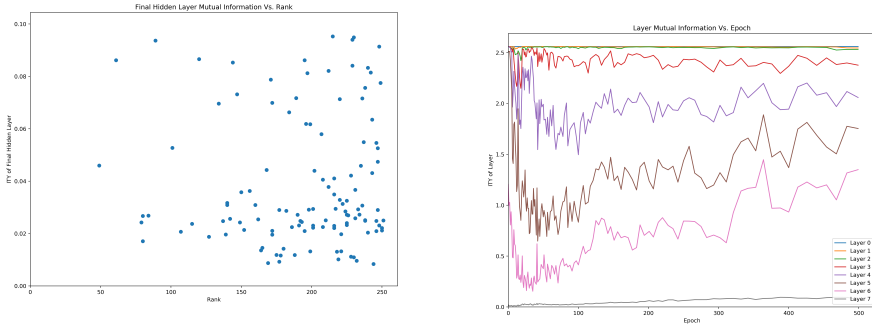 Final Hidden Layer Mutual Information Vs. Rank
0.10
0.08
0.06
0.04
0.02
0.00
ITY of Final Hidden Layer
0
50
100
150
200
250
Rank
Layer Mutual Information Vs. Epoch
2.5
2.0
1.5
1.0
0.5
0.0
ITY of Layer
0
100
200
300
400
500
Epoch
Layer 0
Layer 1
Layer 2
Layer 3
Layer 4
Layer 5
Layer 6
Layer 7